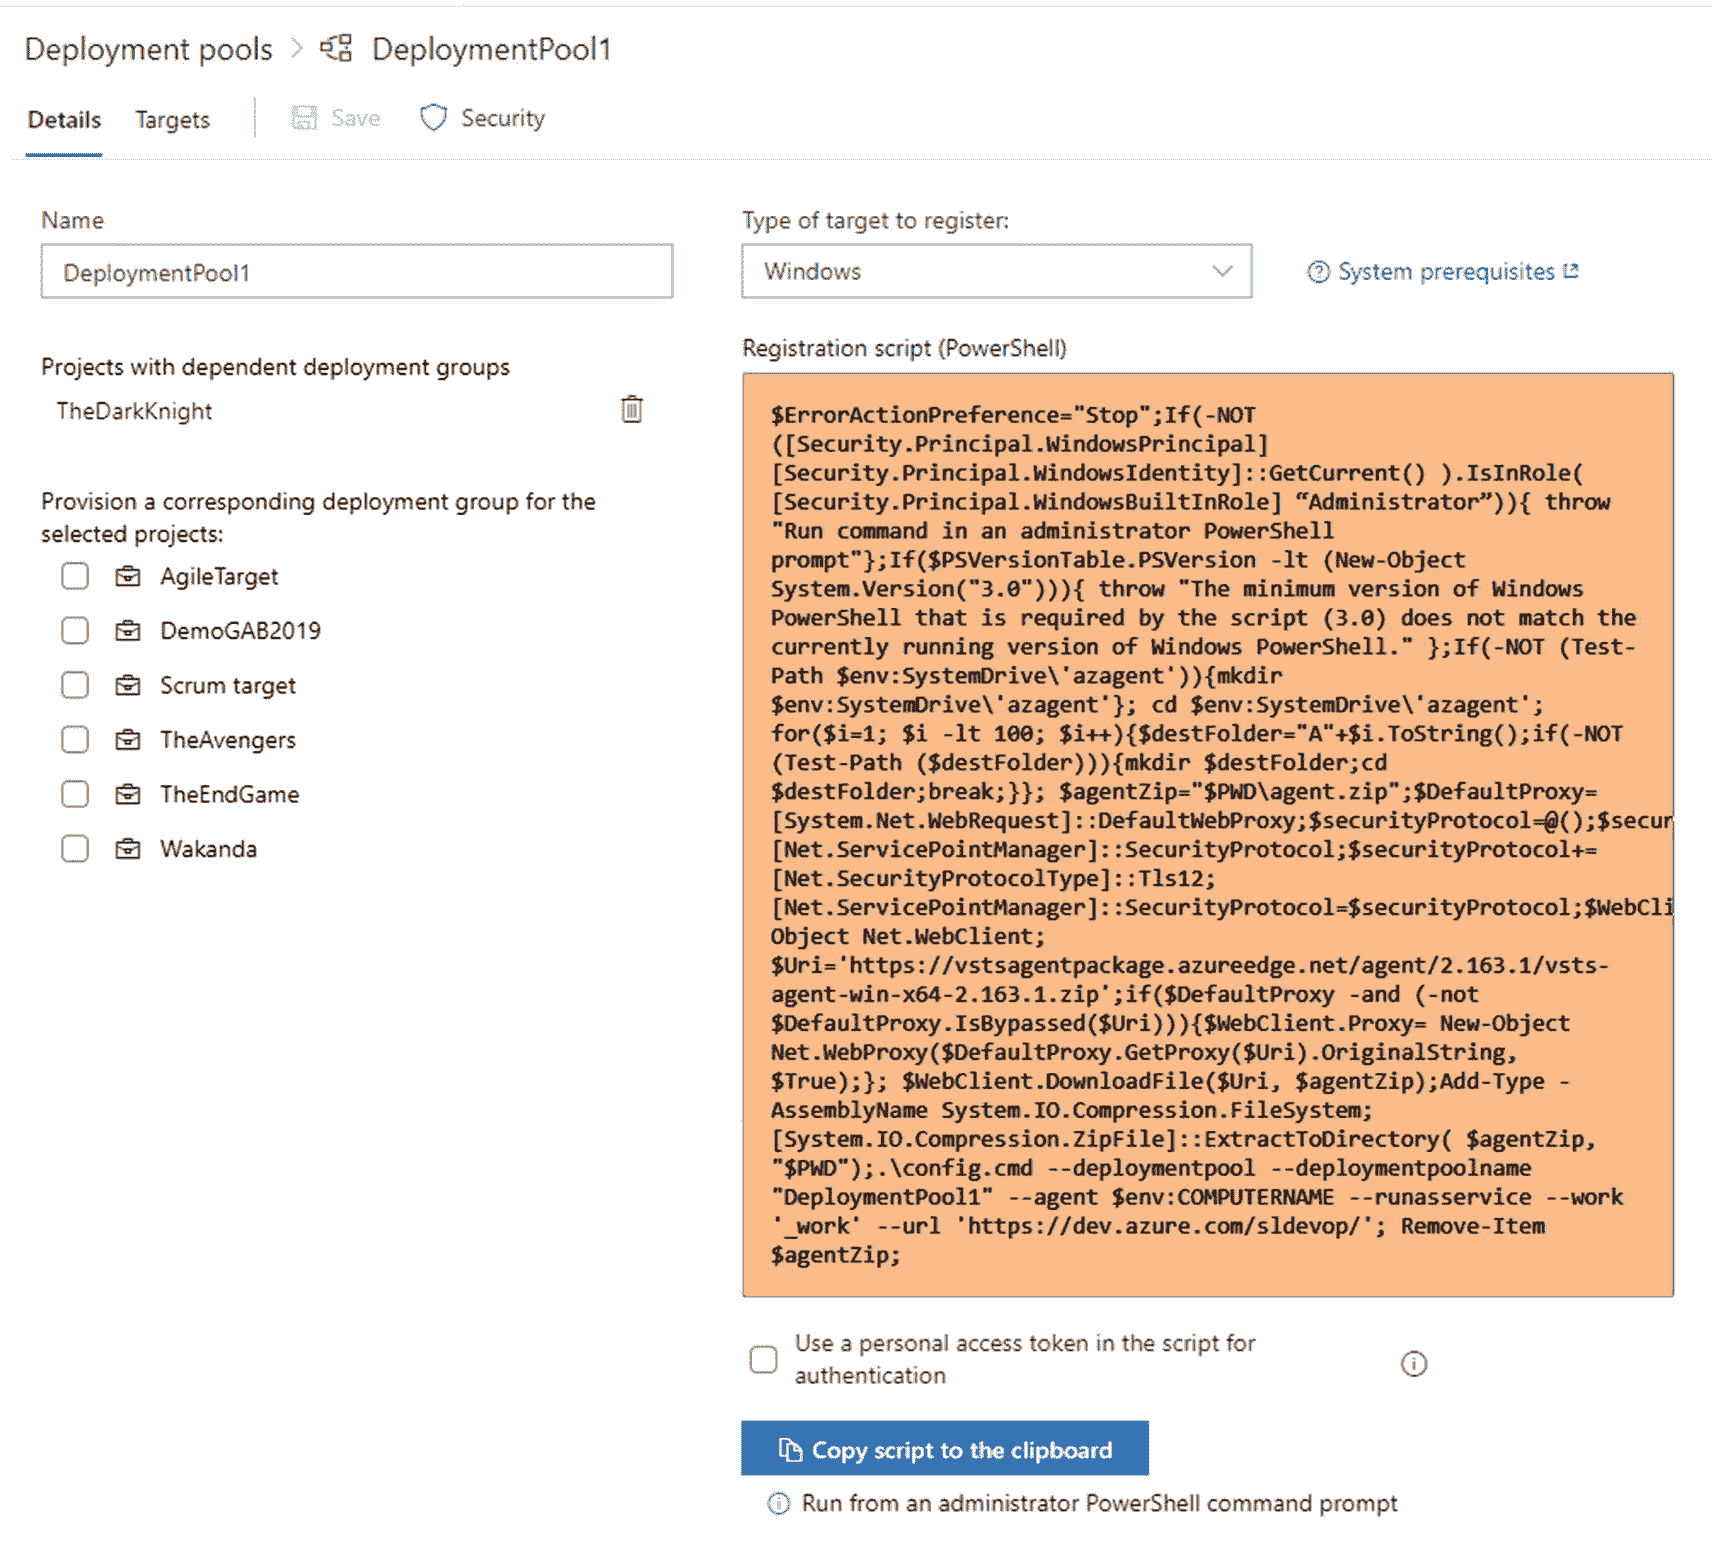 Deployment pools > DeploymentPool1
Details Targets Save Security
Name
DeploymentPool1
Projects with dependent deployment groups
TheDarkKnight
Provision a corresponding deployment group for the
selected projects:
AgileTarget
DemoGAB2019
Scrum target
TheAvengers
TheEndGame
Wakanda
Type of target to register:
Windows
System prerequisites
Registration script (PowerShell)
$ErrorActionPreference="Stop";If(-NOT
([Security.Principal.WindowsPrincipal]
[Security.Principal.WindowsIdentity]::GetCurrent() ).IsInRole(
[Security.Principal.WindowsBuiltInRole] “Administrator”)){ throw
"Run command in an administrator PowerShell
prompt"};If($PSVersionTable.PSVersion -lt (New-Object
System.Version("3.0"))){ throw "The minimum version of Windows
PowerShell that is required by the script (3.0) does not match the
currently running version of Windows PowerShell." };If(-NOT (Test-
Path $env:SystemDrive\'azagent')){mkdir
$env:SystemDrive\'azagent'}; cd $env:SystemDrive\'azagent';
for($i=1; $i -lt 100; $i++){$destFolder="A"+$i.ToString();if(-NOT
(Test-Path ($destFolder))){mkdir $destFolder;cd
$destFolder;break;}}; $agentZip="$PWD\agent.zip";$DefaultProxy=
[System.Net.WebRequest]::DefaultWebProxy;$securityProtocol=@();$secur
[Net.ServicePointManager]::SecurityProtocol;$securityProtocol+=
[Net.SecurityProtocolType]::Tls12;
[Net.ServicePointManager]::SecurityProtocol=$securityProtocol;$WebCli
Object Net.WebClient;
$Uri='https://vstsagentpackage.azureedge.net/agent/2.163.1/vsts-
agent-win-x64-2.163.1.zip';if($DefaultProxy -and (-not
$DefaultProxy.IsBypassed($Uri))){$WebClient.Proxy= New-Object
Net.WebProxy($DefaultProxy.GetProxy($Uri).OriginalString,
$True);}; $WebClient.DownloadFile($Uri, $agentZip);Add-Type -
AssemblyName System.IO.Compression.FileSystem;
[System.IO.Compression.ZipFile]::ExtractToDirectory( $agentZip,
"$PWD");.\config.cmd --deploymentpool --deploymentpoolname
"DeploymentPool1" --agent $env:COMPUTERNAME --runasservice --work
'_work' --url 'https://dev.azure.com/sldevop/'; Remove-Item
$agentZip;
Use a personal access token in the script for
authentication
Copy script to the clipboard
Run from an administrator PowerShell command prompt